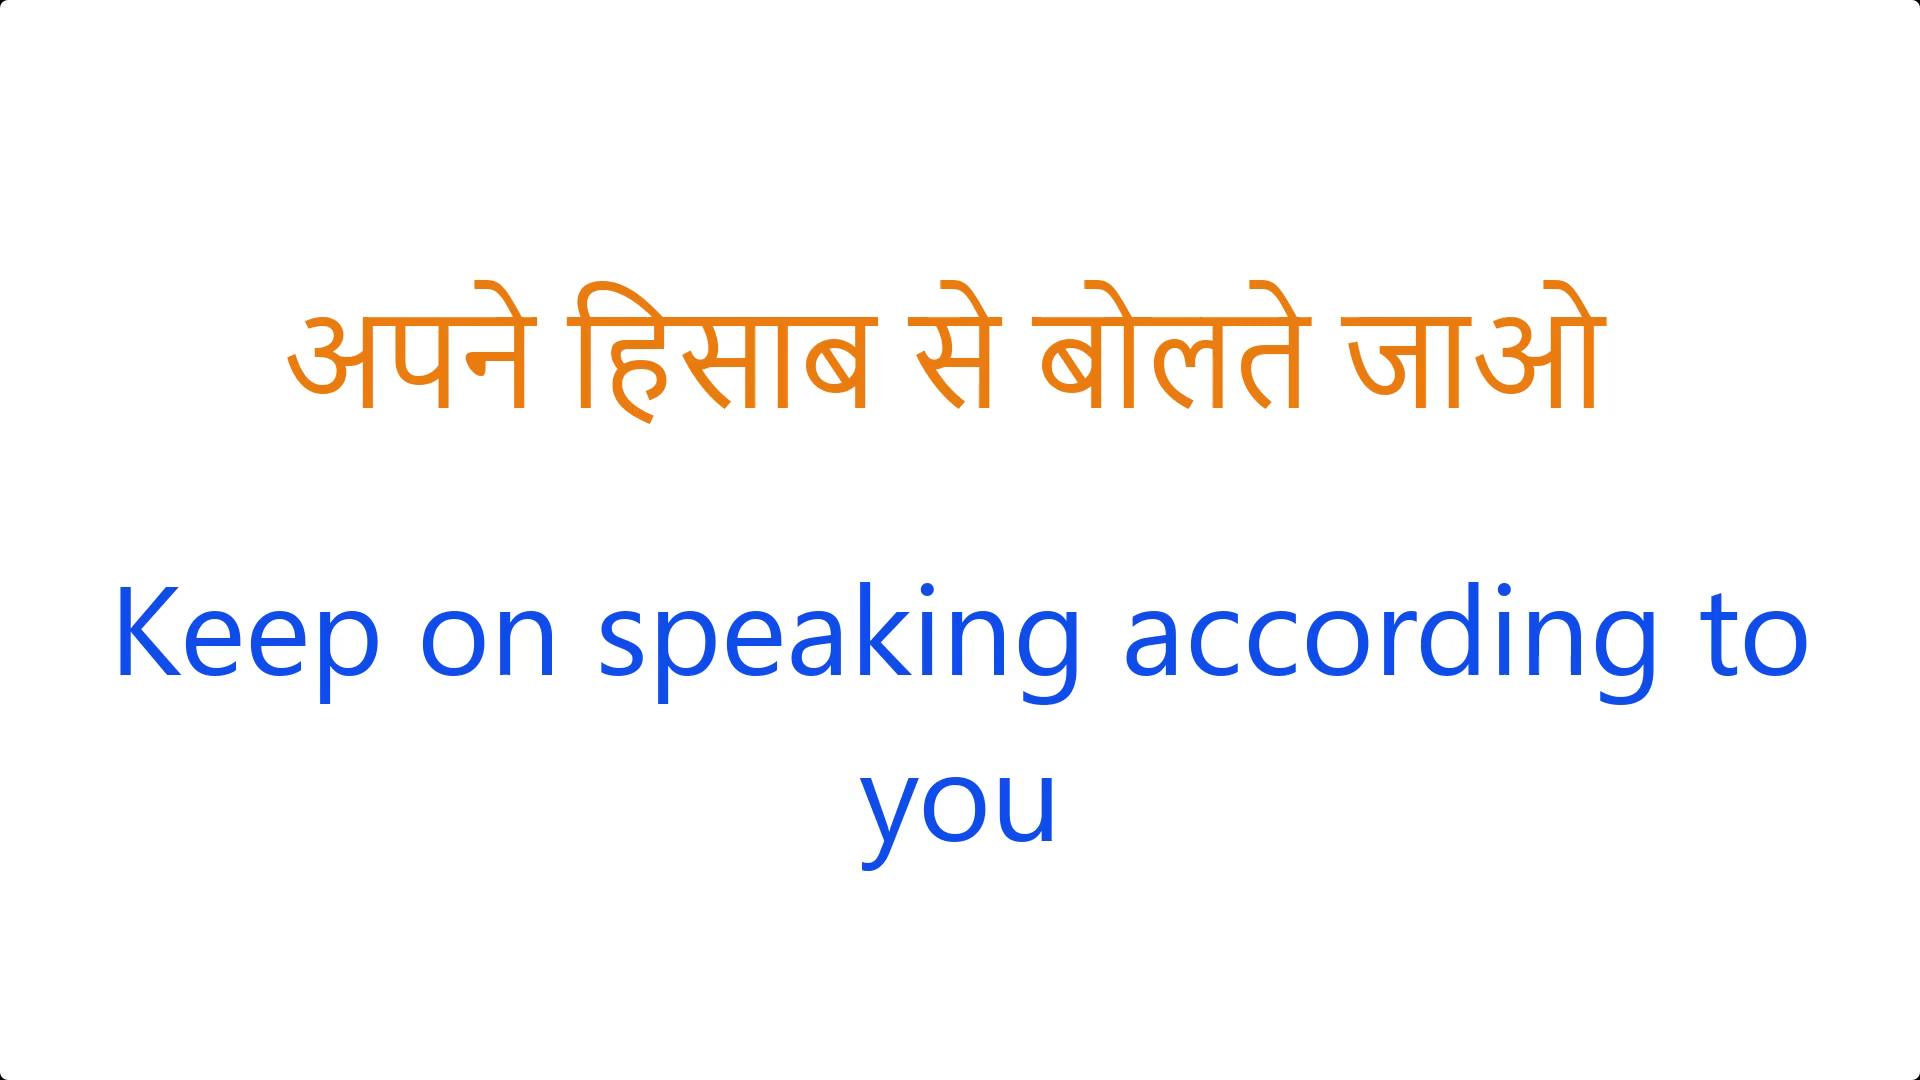 अपने हिसाब से बोलते जाओ
Keep on speaking according to
you